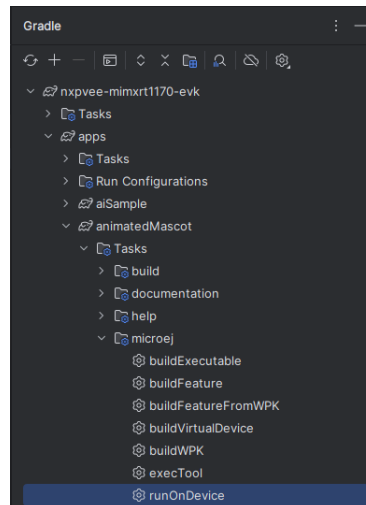 Gradle
nxpvee-mimxrt1170-evk
Tasks
apps
Tasks
Run Configurations
aiSample
animatedMascot
Tasks
build
documentation
help
microej
buildExecutable
buildFeature
buildFeatureFromWPK
buildVirtualDevice
buildWPK
execTool
runOnDevice